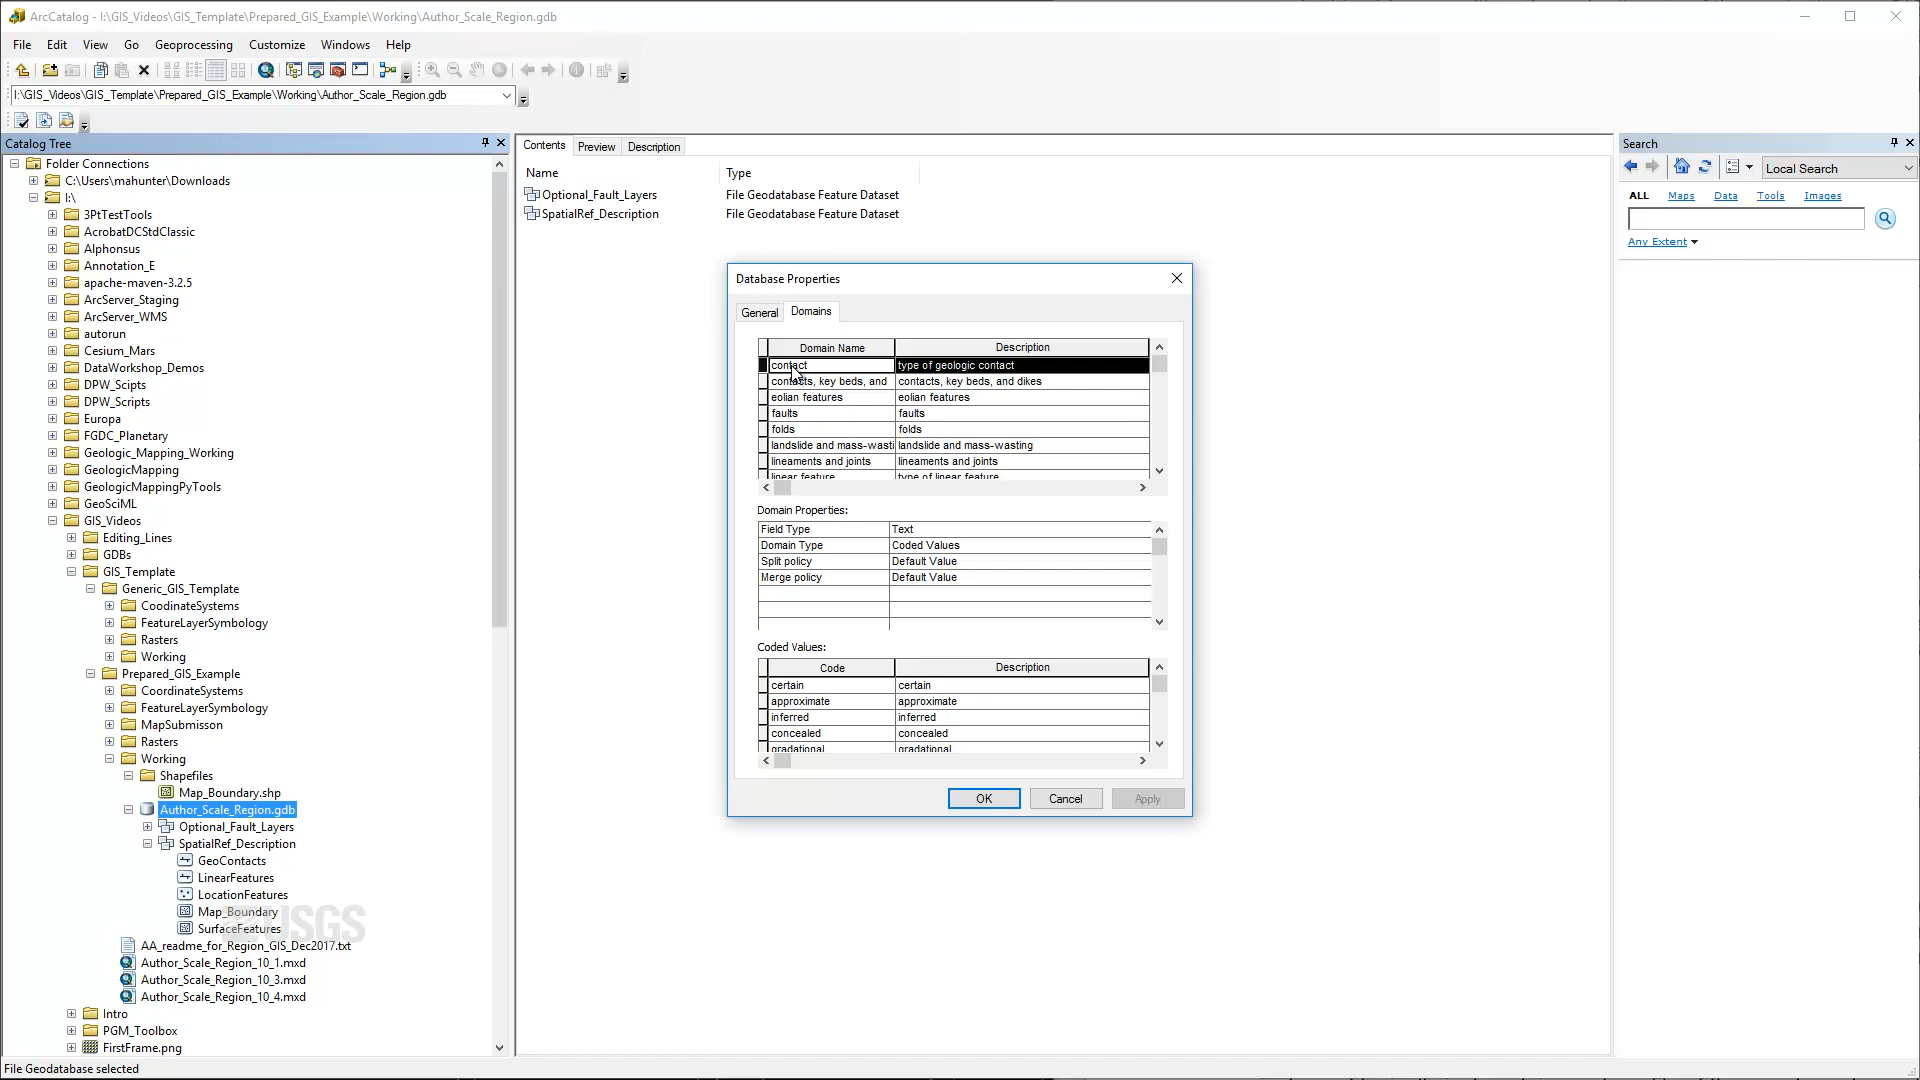 ArcCatalog - I:\GIS_Videos\GIS_Template\Prepared_GIS_Example\Working\Author_Scale_Region.gdb
File Edit View Go Geoprocessing Customize Windows Help
I:\GIS_Videos\GIS_Template\Prepared_GIS_Example\Working\Author_Scale_Region.gdb
Catalog Tree
Folder Connections
C:\Users\mahunter\Downloads
I:\
3PtTestTools
AcrobatDCStdClassic
Alphonsus
Annotation_E
apache-maven-3.2.5
ArcServer_Staging
ArcServer_WMS
autorun
Cesium_Mars
DataWorkshop_Demos
DPW_Scipts
DPW_Scripts
Europa
FGDC_Planetary
Geologic_Mapping_Working
GeologicMapping
GeologicMappingPyTools
GeoSciML
GIS_Videos
Editing_Lines
GDBs
GIS_Template
Generic_GIS_Template
CoodinateSystems
FeatureLayerSymbology
Rasters
Working
Prepared_GIS_Example
CoordinateSystems
FeatureLayerSymbology
MapSubmisson
Rasters
Working
Shapefiles
Map_Boundary.shp
Author_Scale_Region.gdb
Optional_Fault_Layers
SpatialRef_Description
GeoContacts
LinearFeatures
LocationFeatures
Map_Boundary
SurfaceFeatures
USGS
AA_readme_for_Region_GIS_Dec2017.txt
Author_Scale_Region_10_1.mxd
Author_Scale_Region_10_3.mxd
Author_Scale_Region_10_4.mxd
Intro
PGM_Toolbox
FirstFrame.png
File Geodatabase selected
Contents Preview Description
Name Type
Optional_Fault_Layers File Geodatabase Feature Dataset
SpatialRef_Description File Geodatabase Feature Dataset
Database Properties
General Domains
Domain Name Description
contact type of geologic contact
contacts, key beds, and contacts, key beds, and dikes
eolian features eolian features
faults faults
folds folds
landslide and mass-wasti landslide and mass-wasting
lineaments and joints lineaments and joints
linear feature type of linear feature
Domain Properties:
Field Type Text
Domain Type Coded Values
Split policy Default Value
Merge policy Default Value
Coded Values:
Code Description
certain certain
approximate approximate
inferred inferred
concealed concealed
gradational gradational
OK Cancel Apply
Search
Local Search
ALL Maps Data Tools Images
Any Extent